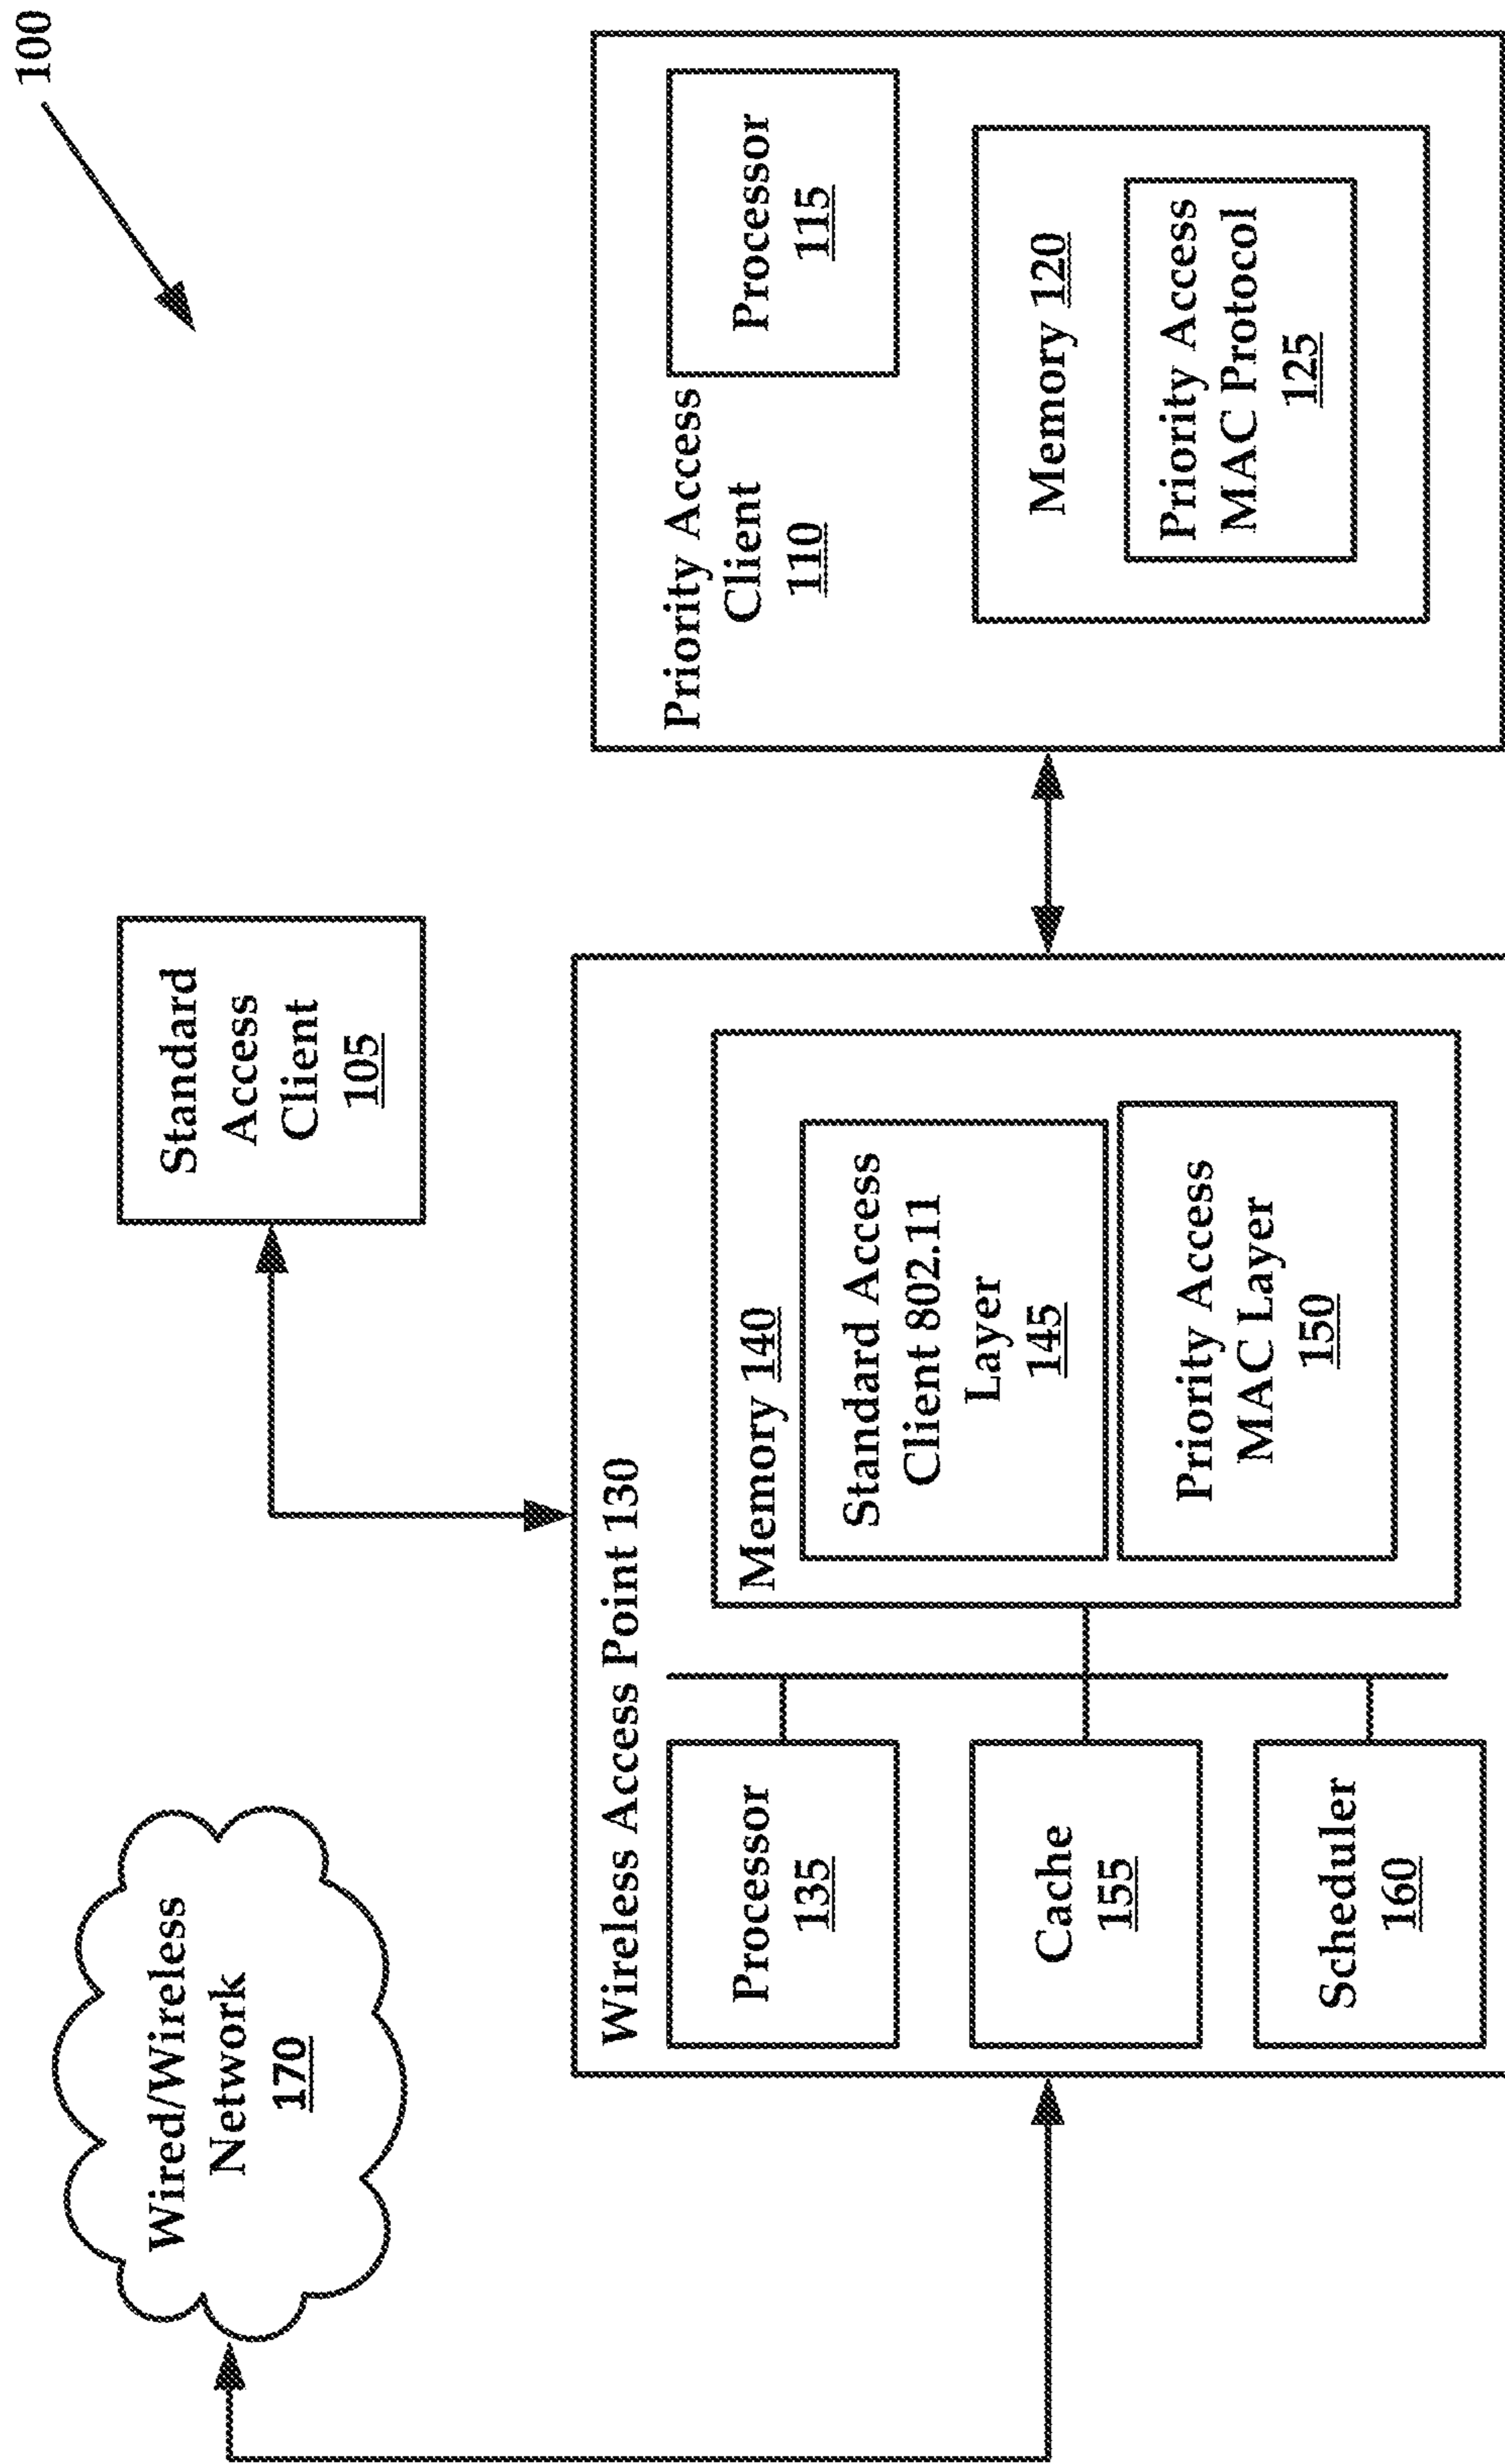 100
Wired/Wireless
Network
170
Standard
Access
Client
105
Wireless Access Point 130
Processor
135
Cache
155
Scheduler
160
Memory 140
Standard Access
Client 802.11
Layer
145
Priority Access
MAC Layer
150
Priority Access
Client
110
Processor
115
Memory 120
Priority Access
MAC Protocol
125